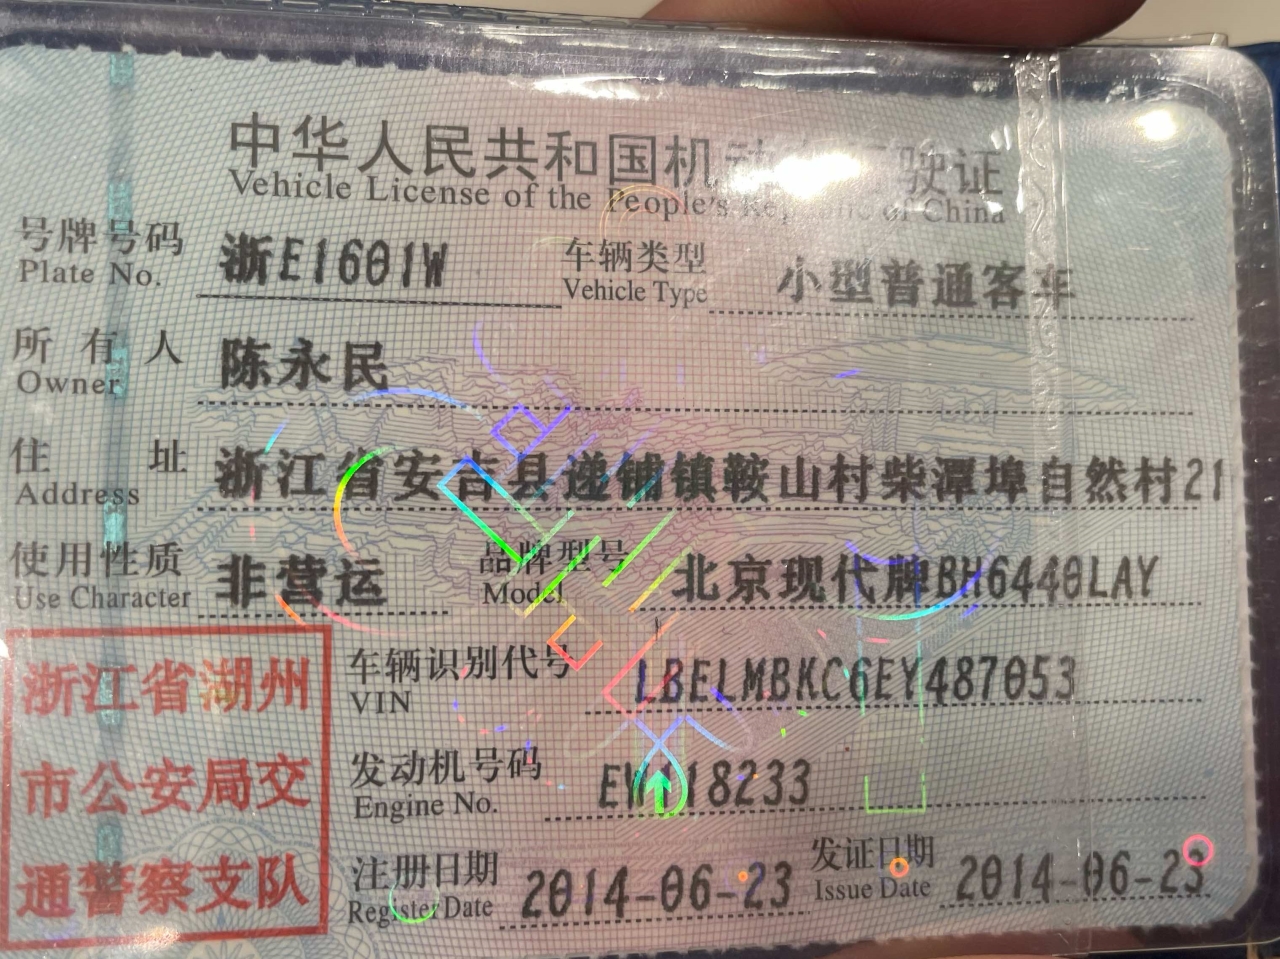 中华人民共和国机动 驶证
Vehicle License of the People's Republic of China
号牌号码 浙E1601W 车辆类型 小型普通客车
Plate No. Vehicle Type
所有人 陈永民
Owner
住址 浙江省安吉县递铺镇鞍山村柴潭埠自然村21
Address
使用性质 非营运 品牌型号 北京现代牌BH6440LAY
Use Character Model
浙江省湖州
市公安局交
通警察支队
车辆识别代号 LBELMBKC6EY487053
VIN
发动机号码 118233
Engine No.
注册日期 2014-06-23 发证日期 2014-06-23
Register Date Issue Date